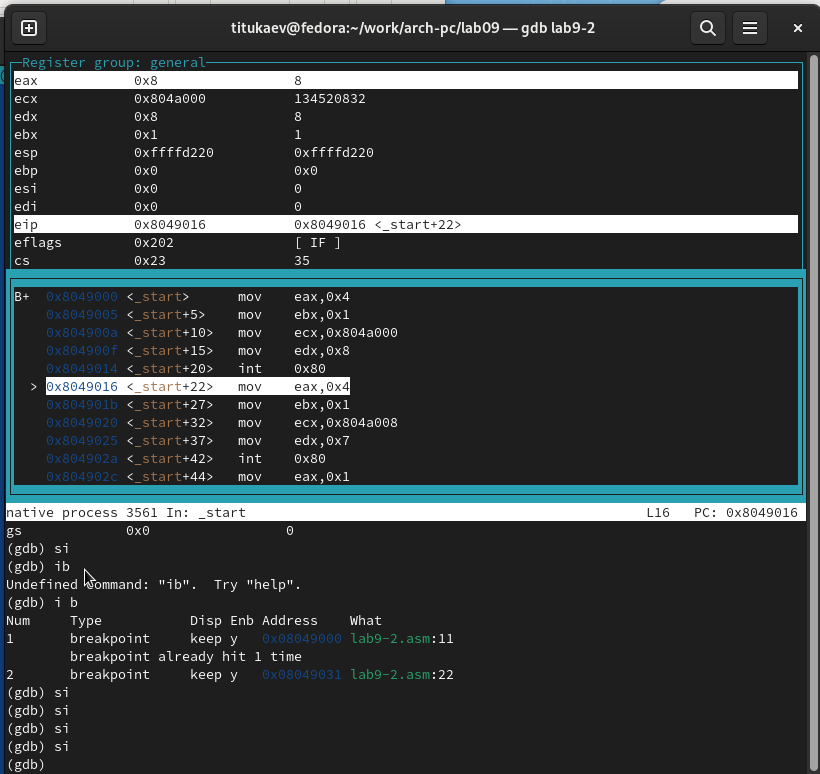 titukaev@fedora:~/work/arch-pc/lab09 — gdb lab9-2
Register group: general
eax 0x8 8
ecx 0x804a000 134520832
edx 0x8 8
ebx 0x1 1
esp 0xffffd220 0xffffd220
ebp 0x0 0x0
esi 0x0 0
edi 0x0 0
eip 0x8049016 0x8049016 <_start+22>
eflags 0x202 [ IF ]
cs 0x23 35
B+ 0x8049000 <_start> mov eax,0x4
0x8049005 <_start+5> mov ebx,0x1
0x804900a <_start+10> mov ecx,0x804a000
0x804900f <_start+15> mov edx,0x8
0x8049014 <_start+20> int 0x80
> 0x8049016 <_start+22> mov eax,0x4
0x804901b <_start+27> mov ebx,0x1
0x8049020 <_start+32> mov ecx,0x804a008
0x8049025 <_start+37> mov edx,0x7
0x804902a <_start+42> int 0x80
0x804902c <_start+44> mov eax,0x1
native process 3561 In: _start L16 PC: 0x8049016
gs 0x0 0
(gdb) si
(gdb) ib
Undefined command: "ib". Try "help".
(gdb) i b
Num Type Disp Enb Address What
1 breakpoint keep y 0x08049000 lab9-2.asm:11
breakpoint already hit 1 time
2 breakpoint keep y 0x08049031 lab9-2.asm:22
(gdb) si
(gdb) si
(gdb) si
(gdb) si
(gdb)